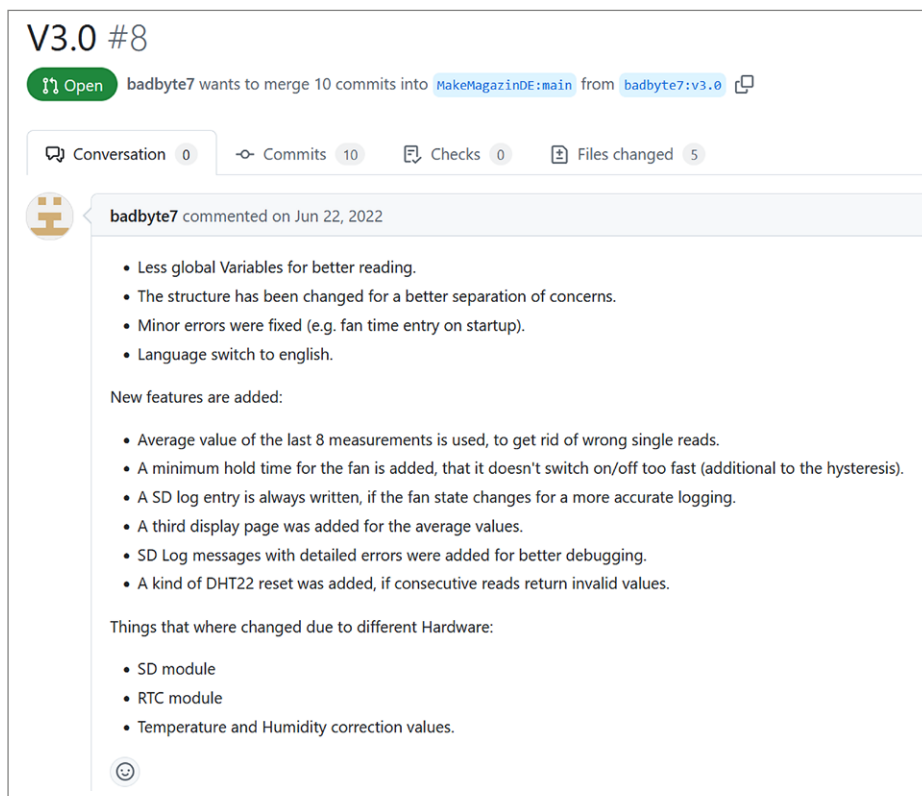 V3.0 #8
Open badbyte7 wants to merge 10 commits into MakeMagazinDE:main from badbyte7:v3.0
Conversation 0 Commits 10 Checks 0 Files changed 5
badbyte7 commented on Jun 22, 2022
• Less global Variables for better reading.
• The structure has been changed for a better separation of concerns.
• Minor errors were fixed (e.g. fan time entry on startup).
• Language switch to english.
New features are added:
• Average value of the last 8 measurements is used, to get rid of wrong single reads.
• A minimum hold time for the fan is added, that it doesn't switch on/off too fast (additional to the hysteresis).
• A SD log entry is always written, if the fan state changes for a more accurate logging.
• A third display page was added for the average values.
• SD Log messages with detailed errors were added for better debugging.
• A kind of DHT22 reset was added, if consecutive reads return invalid values.
Things that where changed due to different Hardware:
• SD module
• RTC module
• Temperature and Humidity correction values.